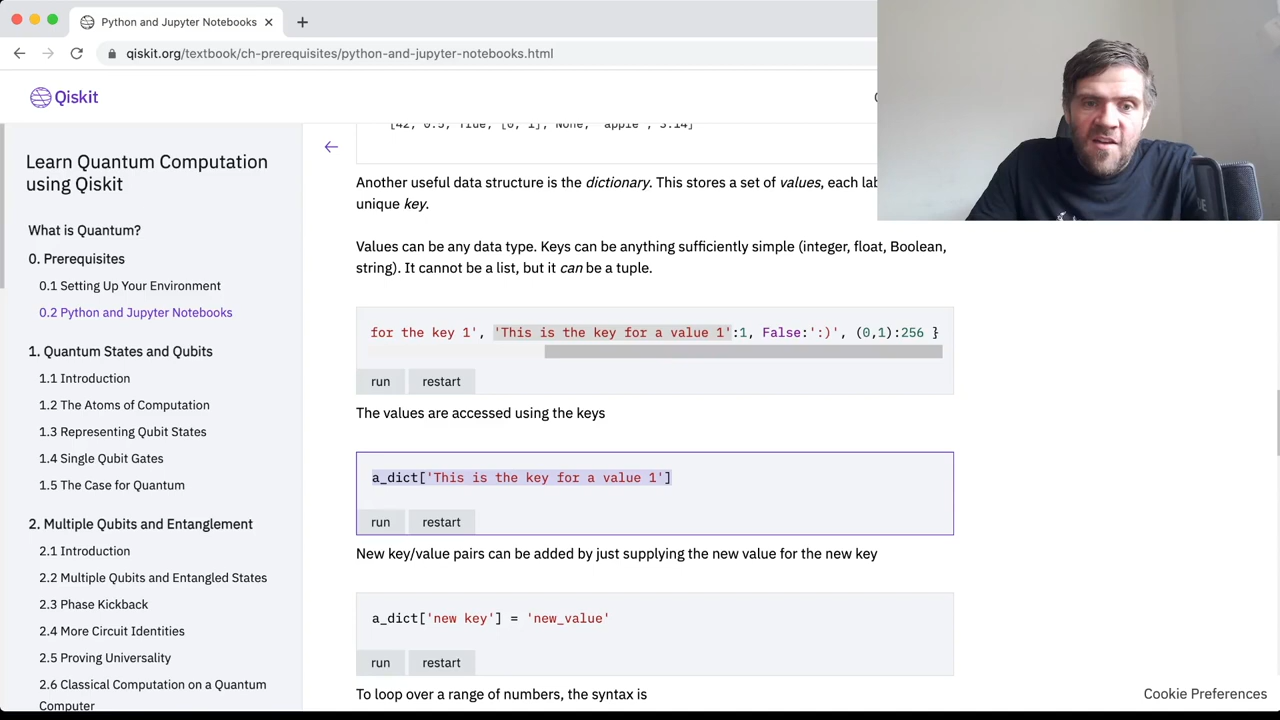 Python and Jupyter Notebooks
qiskit.org/textbook/ch-prerequisites/python-and-jupyter-notebooks.html
Qiskit
Learn Quantum Computation
using Qiskit
What is Quantum?
0. Prerequisites
0.1 Setting Up Your Environment
0.2 Python and Jupyter Notebooks
1. Quantum States and Qubits
1.1 Introduction
1.2 The Atoms of Computation
1.3 Representing Qubit States
1.4 Single Qubit Gates
1.5 The Case for Quantum
2. Multiple Qubits and Entanglement
2.1 Introduction
2.2 Multiple Qubits and Entangled States
2.3 Phase Kickback
2.4 More Circuit Identities
2.5 Proving Universality
2.6 Classical Computation on a Quantum
Computer
[42, 0.5, True, [0, 1], None, 'apple', 3.14]
Another useful data structure is the dictionary. This stores a set of values, each
unique key.
Values can be any data type. Keys can be anything sufficiently simple (integer, float, Boolean,
string). It cannot be a list, but it can be a tuple.
for the key 1', 'This is the key for a value 1':1, False:':)', (0,1):256 }
run restart
The values are accessed using the keys
a_dict['This is the key for a value 1']
run restart
New key/value pairs can be added by just supplying the new value for the new key
a_dict['new key'] = 'new_value'
run restart
To loop over a range of numbers, the syntax is
Cookie Preferences